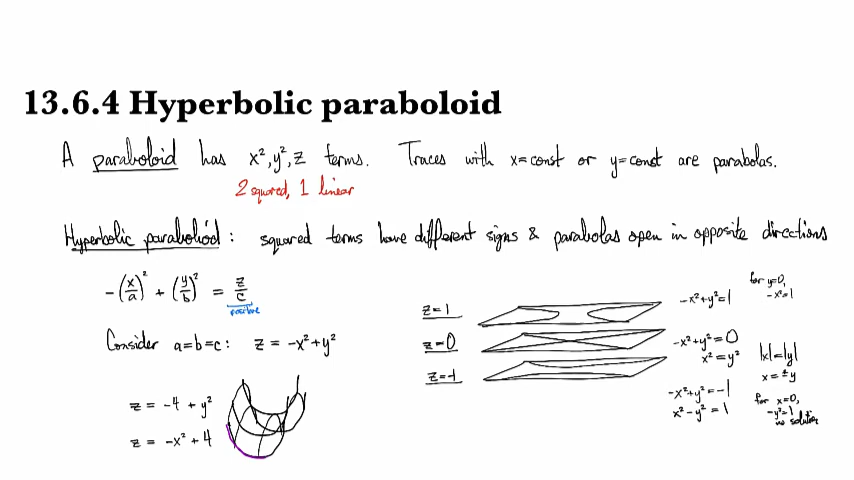 13.6.4 Hyperbolic paraboloid
A paraboloid has x², y², z terms. Traces with x=const or y=const are parabolas.
2 squared, 1 linear
Hyperbolic paraboloid: squared terms have different signs & parabolas open in opposite directions
-(x/a)² + (y/b)² = z/c
positive
Consider a=b=c: z = -x²+y²
z = -4 + y²
z = -x² + 4
z=1
z=0
z=-1
-x²+y²=1
for y=0,
-x²=1
-x²+y²=0
x²=y²
|x|=|y|
x=±y
-x²+y²=-1
x²-y²=1
for x=0,
-y²=1
no solution